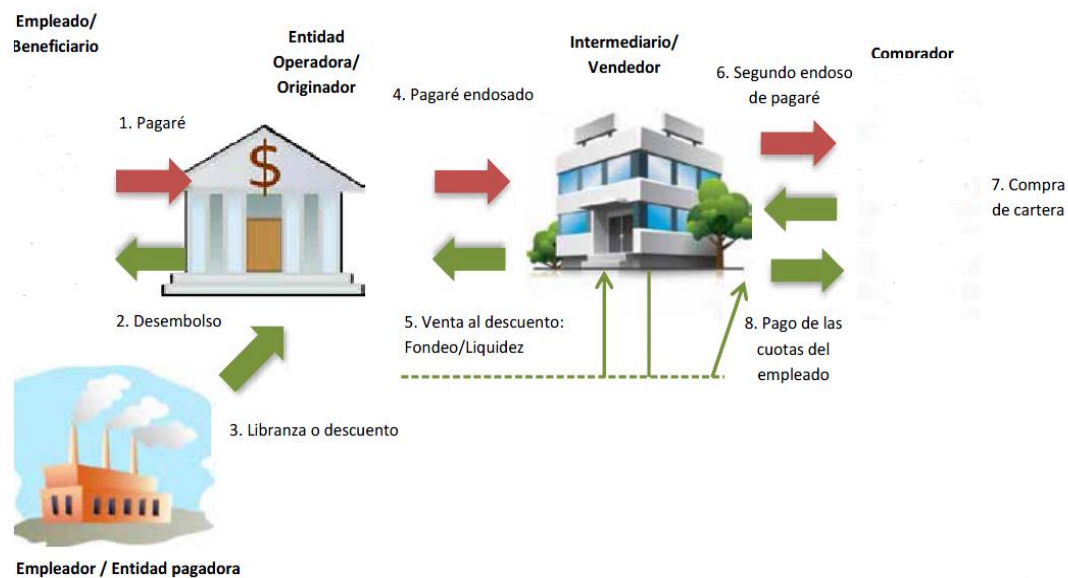 Empleado/
Beneficiario
Entidad
Operadora/
Originador
Intermediario/
Vendedor
Comprador
1. Pagaré
$
2. Desembolso
3. Libranza o descuento
4. Pagaré endosado
5. Venta al descuento:
Fondeo/Liquidez
6. Segundo endoso
de pagaré
7. Compra
de cartera
8. Pago de las
cuotas del
empleado
Empleador / Entidad pagadora